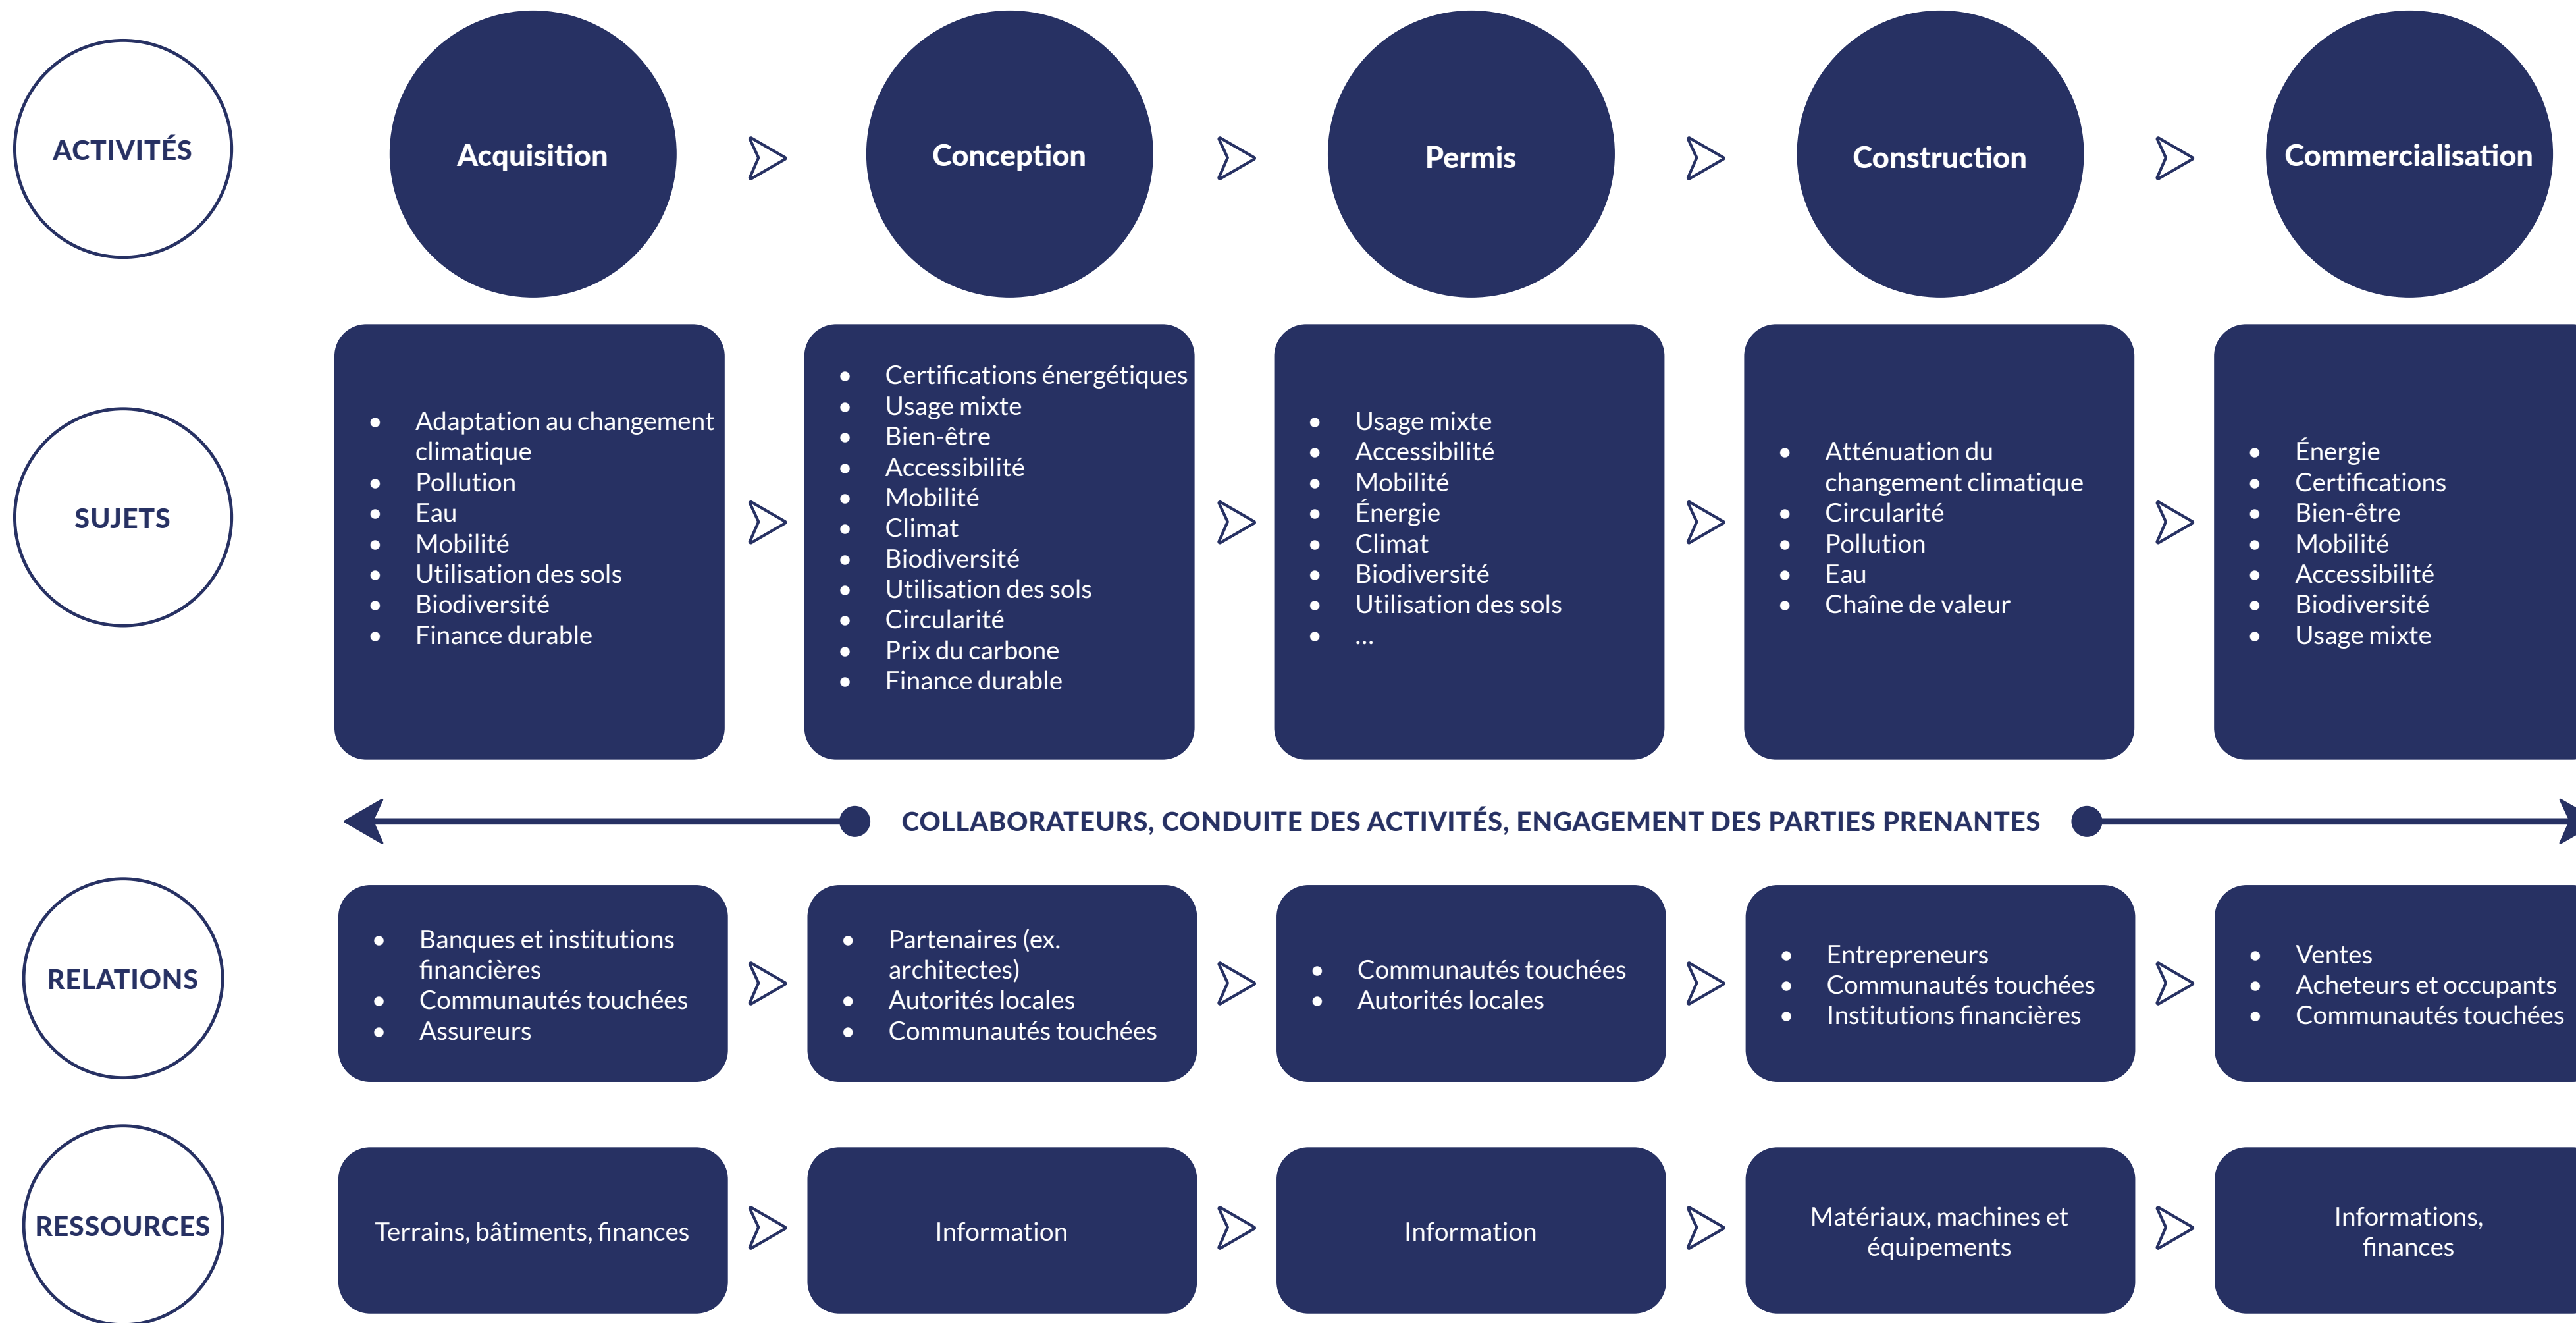 ACTIVITÉS
Acquisition
Conception
Permis
Construction
Commercialisation
SUJETS
• Adaptation au changement
climatique
• Pollution
• Eau
• Mobilité
• Utilisation des sols
• Biodiversité
• Finance durable
• Certifications énergétiques
• Usage mixte
• Bien-être
• Accessibilité
• Mobilité
• Climat
• Biodiversité
• Utilisation des sols
• Circularité
• Prix du carbone
• Finance durable
• Usage mixte
• Accessibilité
• Mobilité
• Énergie
• Climat
• Biodiversité
• Utilisation des sols
• ...
• Atténuation du
changement climatique
• Circularité
• Pollution
• Eau
• Chaîne de valeur
• Énergie
• Certifications
• Bien-être
• Mobilité
• Accessibilité
• Biodiversité
• Usage mixte
COLLABORATEURS, CONDUITE DES ACTIVITÉS, ENGAGEMENT DES PARTIES PRENANTES
RELATIONS
• Banques et institutions
financières
• Communautés touchées
• Assureurs
• Partenaires (ex.
architectes)
• Autorités locales
• Communautés touchées
• Communautés touchées
• Autorités locales
• Entrepreneurs
• Communautés touchées
• Institutions financières
• Ventes
• Acheteurs et occupants
• Communautés touchées
RESSOURCES
Terrains, bâtiments, finances
Information
Information
Matériaux, machines et
équipements
Informations,
finances